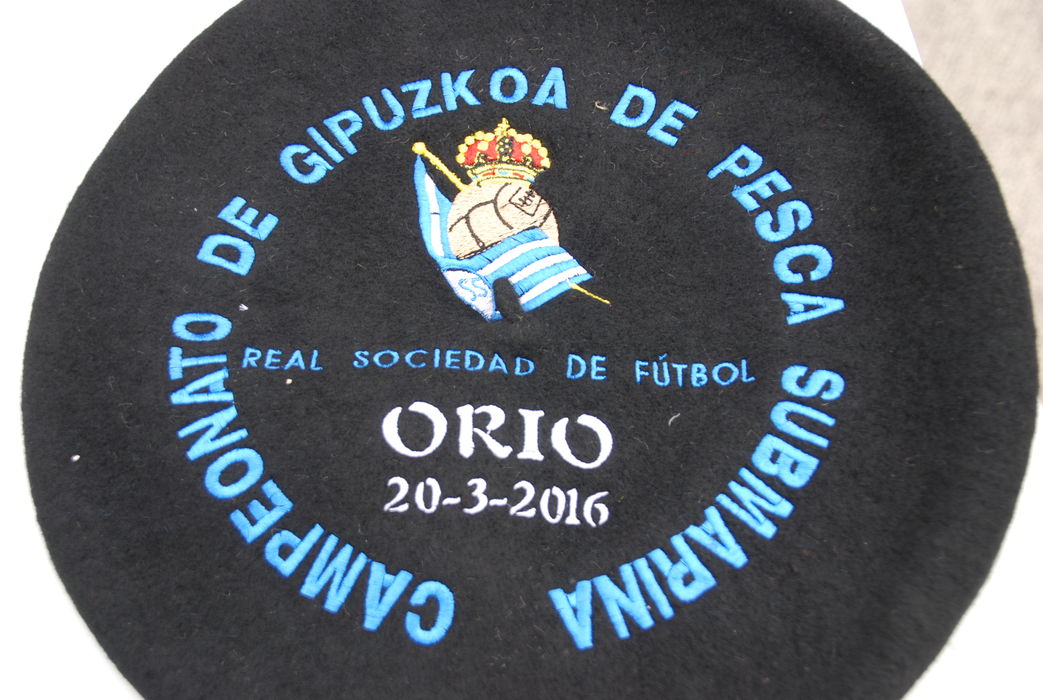 CAMPEONATO DE GIPUZKOA DE PESCA SUBMARINA
REAL SOCIEDAD DE FÚTBOL
ORIO
20-3-2016